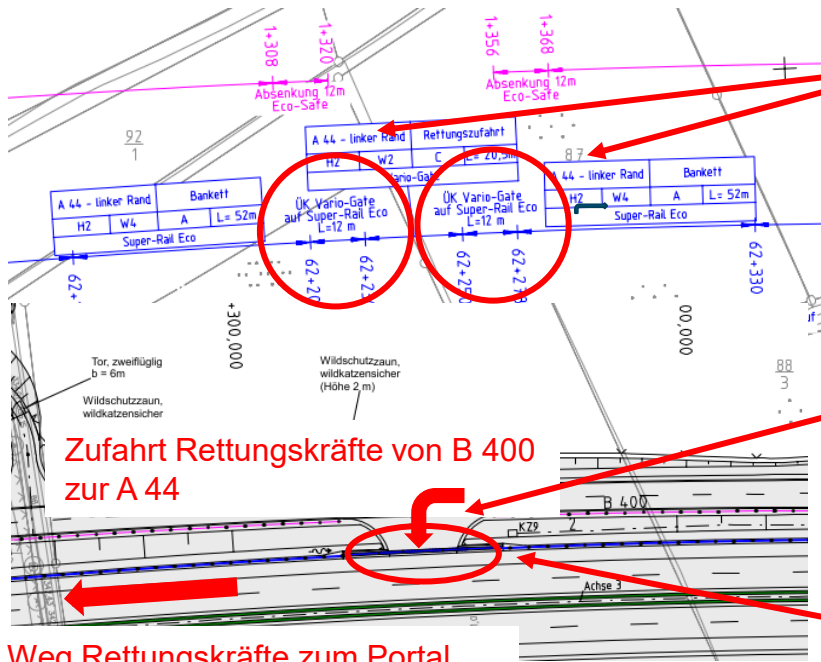 1+308
1+320
1+356
1+368
Absenkung 12m
Eco-Safe
Absenkung 12m
Eco-Safe
92
1
A 44 - linker Rand Rettungszufahrt
H2 W2 C L= 20,5m
Vario-Gate
87
A 44 - linker Rand Bankett
H2 W4 A L= 52m
Super-Rail Eco
ÜK Vario-Gate
auf Super-Rail Eco
L=12 m
ÜK Vario-Gate
auf Super-Rail Eco
L=12 m
A 44 - linker Rand Bankett
H2 W4 A L= 52m
Super-Rail Eco
62+330
+300,000
00,000
88
3
Tor, zweiflüglig
b = 6m
Wildschutzzaun,
wildkatzensicher
Wildschutzzaun,
wildkatzensicher
(Höhe 2 m)
Zufahrt Rettungskräfte von B 400
zur A 44
B 400
KZ9
2
Achse 3
Weg Rettungskräfte zum Portal